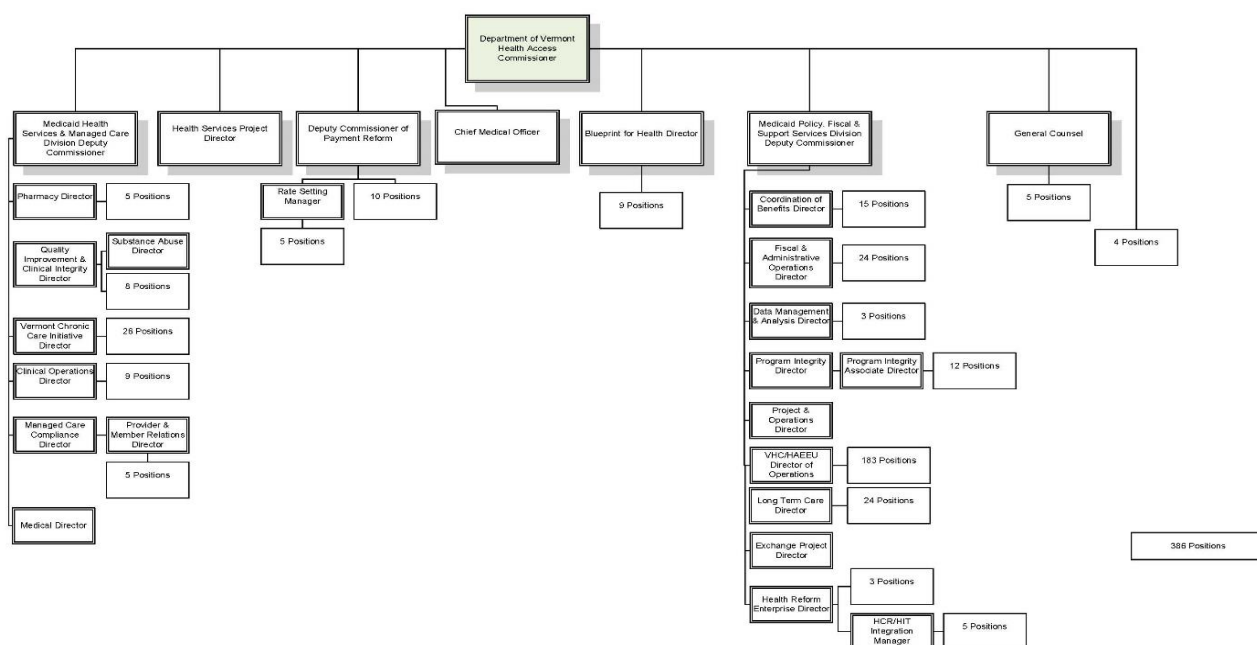 Department of Vermont
Health Access
Commissioner
Medicaid Health
Services & Managed Care
Division Deputy
Commissioner
Health Services Project
Director
Deputy Commissioner of
Payment Reform
Chief Medical Officer
Blueprint for Health Director
Medicaid Policy, Fiscal &
Support Services Division
Deputy Commissioner
General Counsel
Pharmacy Director
5 Positions
Quality
Improvement &
Clinical Integrity
Director
Substance Abuse
Director
8 Positions
Vermont Chronic
Care Initiative
Director
26 Positions
Clinical Operations
Director
9 Positions
Managed Care
Compliance
Director
Provider &
Member Relations
Director
5 Positions
Medical Director
Rate Setting
Manager
10 Positions
5 Positions
9 Positions
Coordination of
Benefits Director
15 Positions
Fiscal &
Administrative
Operations
Director
24 Positions
Data Management
& Analysis Director
3 Positions
Program Integrity
Director
Program Integrity
Associate Director
12 Positions
Project &
Operations
Director
VHC/HAEEU
Director of
Operations
183 Positions
Long Term Care
Director
24 Positions
Exchange Project
Director
Health Reform
Enterprise Director
3 Positions
HCR/HIT
Integration
Manager
5 Positions
5 Positions
4 Positions
386 Positions